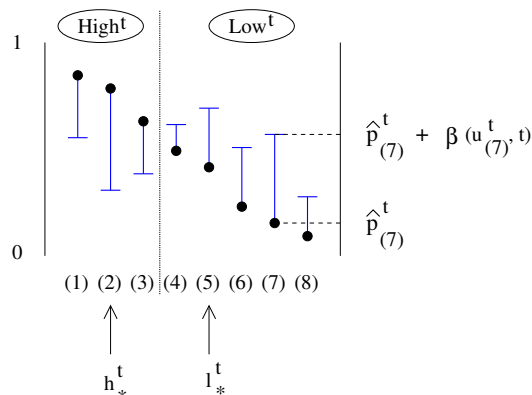 High^t Low^t
1
p̂^t_(7) + β (u^t_(7), t)
p̂^t_(7)
0
(1) (2) (3) (4) (5) (6) (7) (8)
h^t_* l^t_*